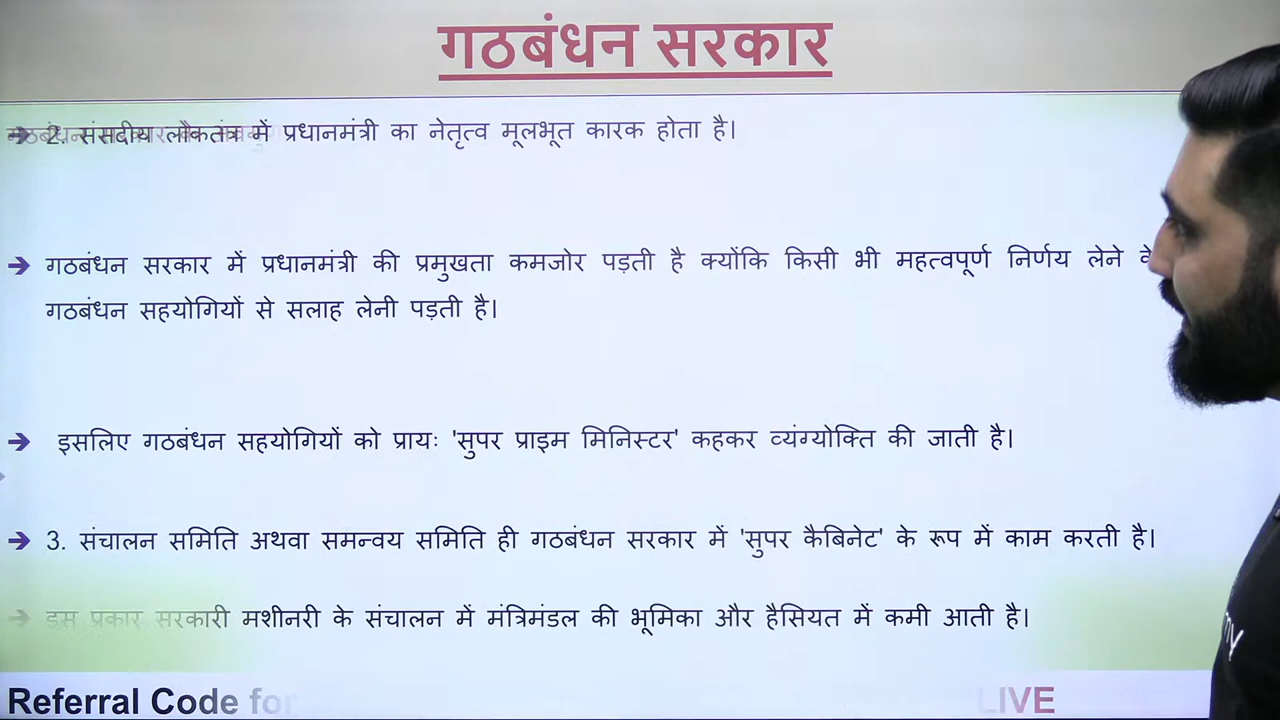 गठबंधन सरकार
➔ 2. संसदीय लोकतंत्र में प्रधानमंत्री का नेतृत्व मूलभूत कारक होता है।
➔ गठबंधन सरकार में प्रधानमंत्री की प्रमुखता कमजोर पड़ती है क्योंकि किसी भी महत्वपूर्ण निर्णय लेने
गठबंधन सहयोगियों से सलाह लेनी पड़ती है।
➔ इसलिए गठबंधन सहयोगियों को प्रायः 'सुपर प्राइम मिनिस्टर' कहकर व्यंग्योक्ति की जाती है।
➔ 3. संचालन समिति अथवा समन्वय समिति ही गठबंधन सरकार में 'सुपर कैबिनेट' के रूप में काम करती है।
➔ इस प्रकार सरकारी मशीनरी के संचालन में मंत्रिमंडल की भूमिका और हैसियत में कमी आती है।
Referral Code for LIVE